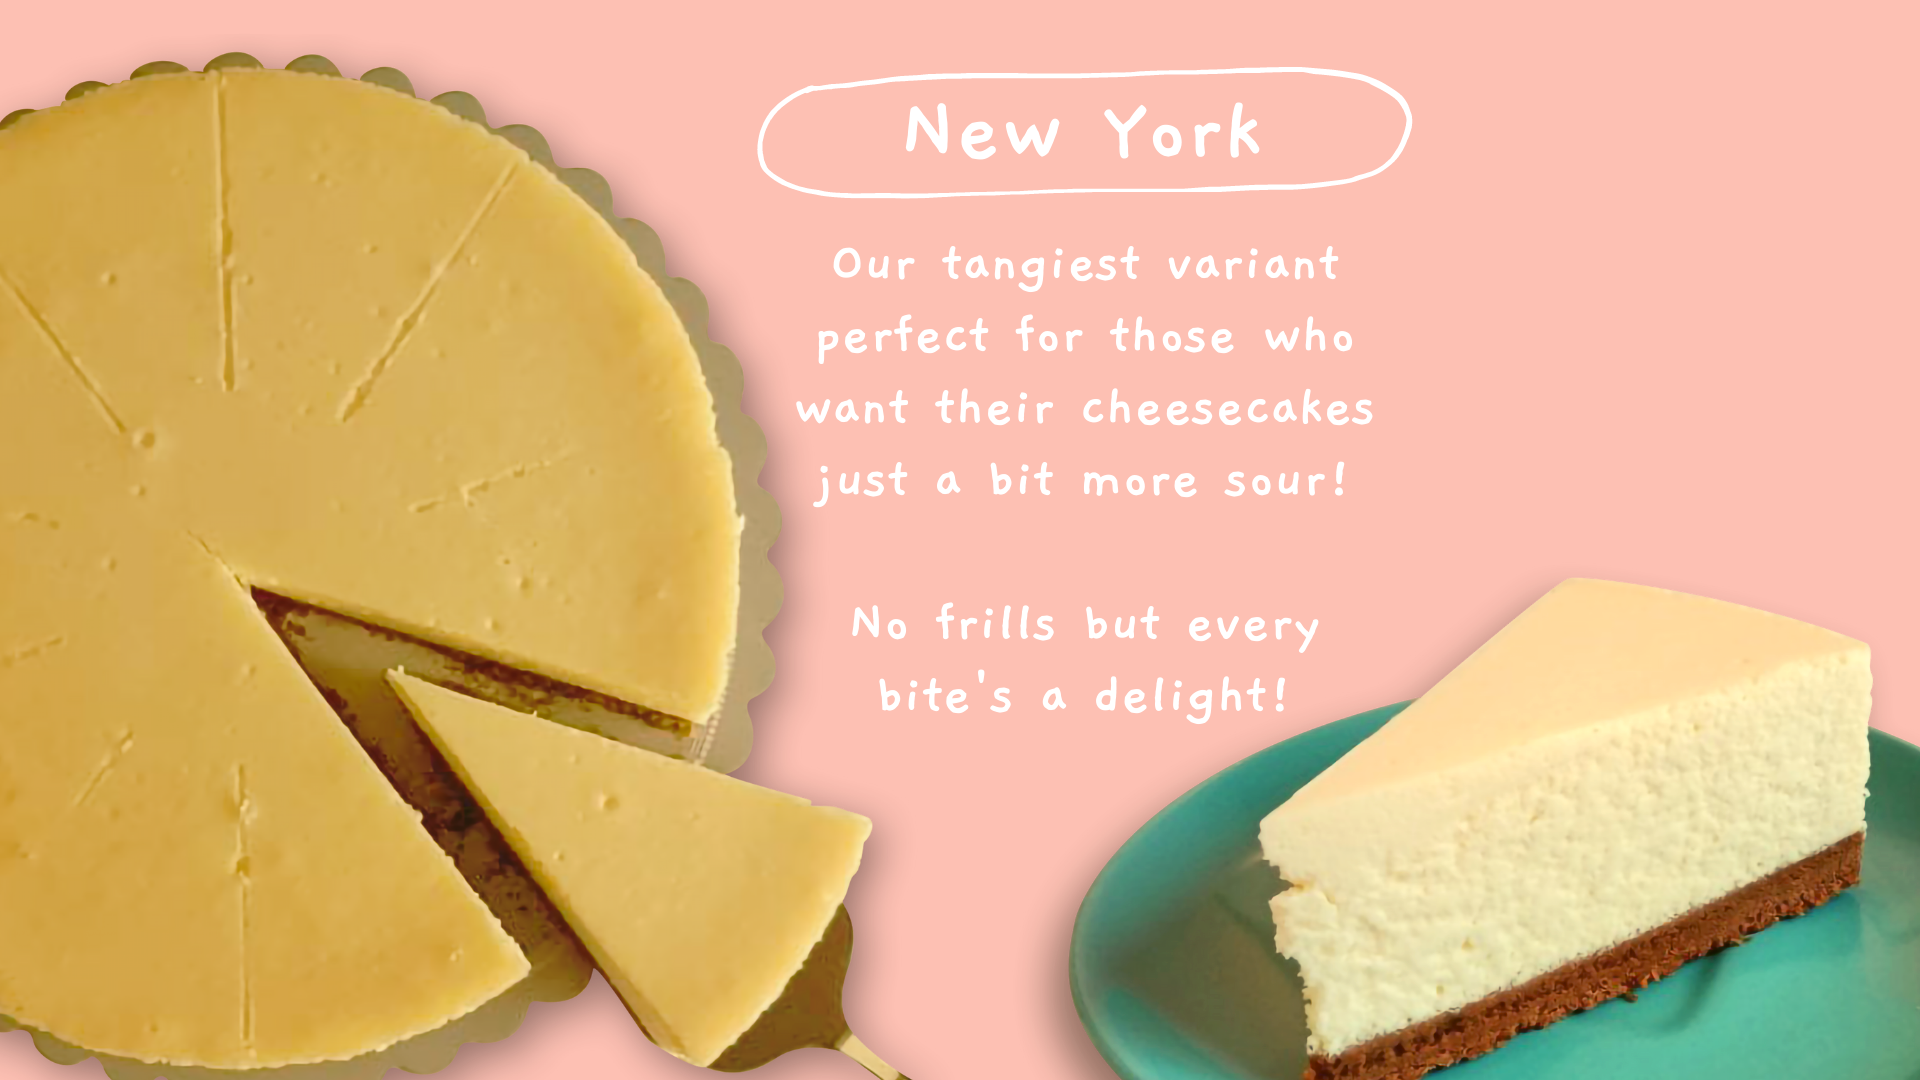 New York
Our tangiest variant
perfect for those who
want their cheesecakes
just a bit more sour!
No frills but every
bite's a delight!